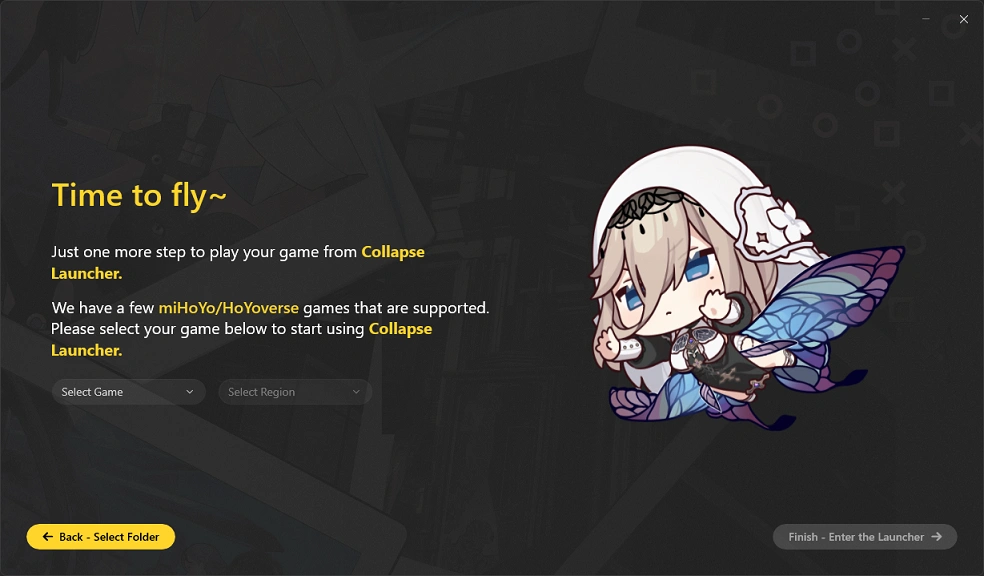 Time to fly~
Just one more step to play your game from Collapse
Launcher.
We have a few miHoYo/HoYoverse games that are supported.
Please select your game below to start using Collapse
Launcher.
Select Game
Select Region
Back - Select Folder
Finish - Enter the Launcher